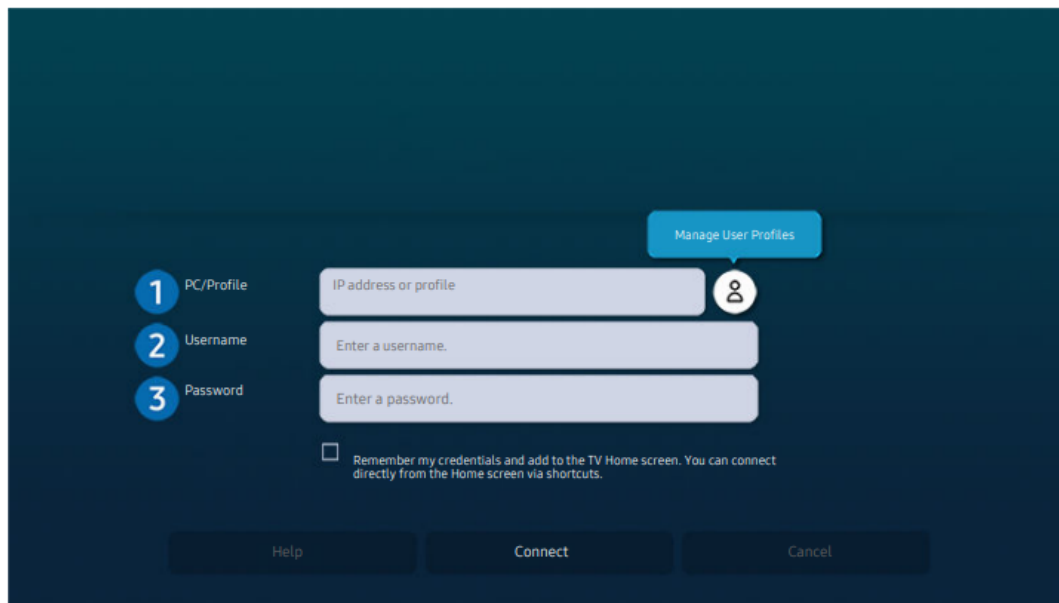 Manage User Profiles
1 PC/Profile IP address or profile
2 Username Enter a username.
3 Password Enter a password.
Remember my credentials and add to the TV Home screen. You can connect
directly from the Home screen via shortcuts.
Help Connect Cancel